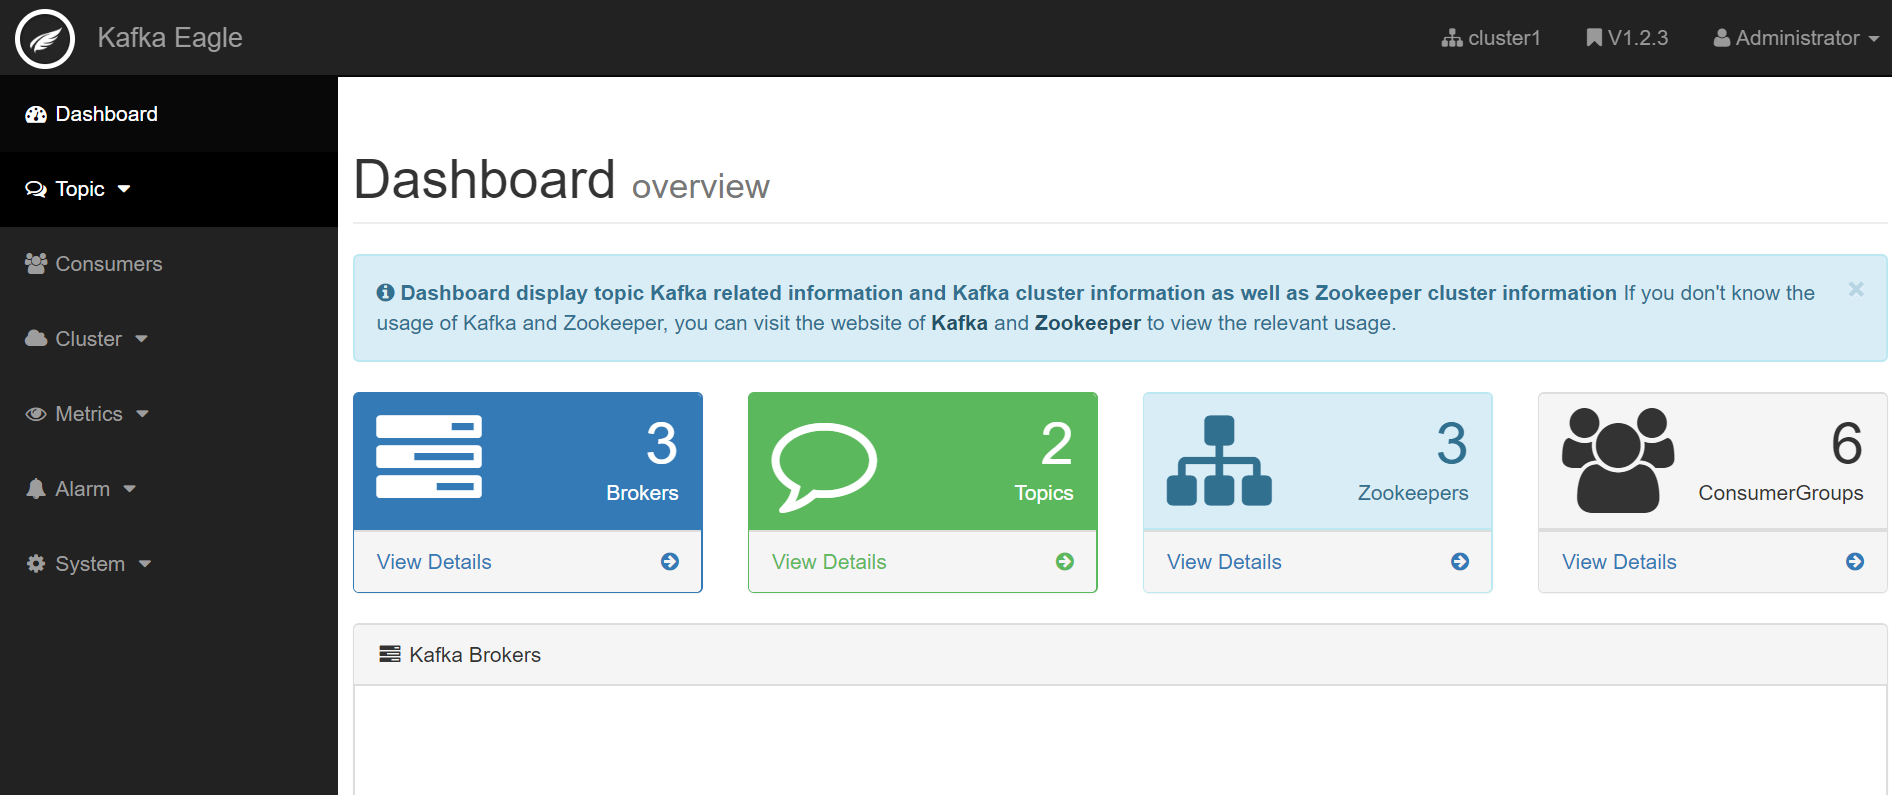 Kafka Eagle
cluster1
V1.2.3
Administrator
Dashboard
Topic
Consumers
Cluster
Metrics
Alarm
System
Dashboard overview
Dashboard display topic Kafka related information and Kafka cluster information as well as Zookeeper cluster information If you don't know the
usage of Kafka and Zookeeper, you can visit the website of Kafka and Zookeeper to view the relevant usage.
×
3
Brokers
View Details
2
Topics
View Details
3
Zookeepers
View Details
6
ConsumerGroups
View Details
Kafka Brokers